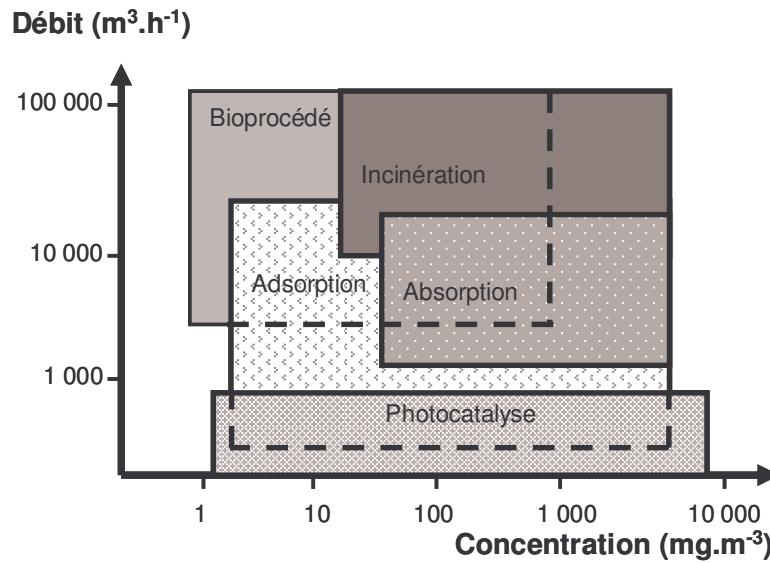 Débit (m³.h⁻¹)
100 000
Bioprocédé
Incinération
10 000
Adsorption
Absorption
1 000
Photocatalyse
1 10 100 1 000 10 000
Concentration (mg.m⁻³)